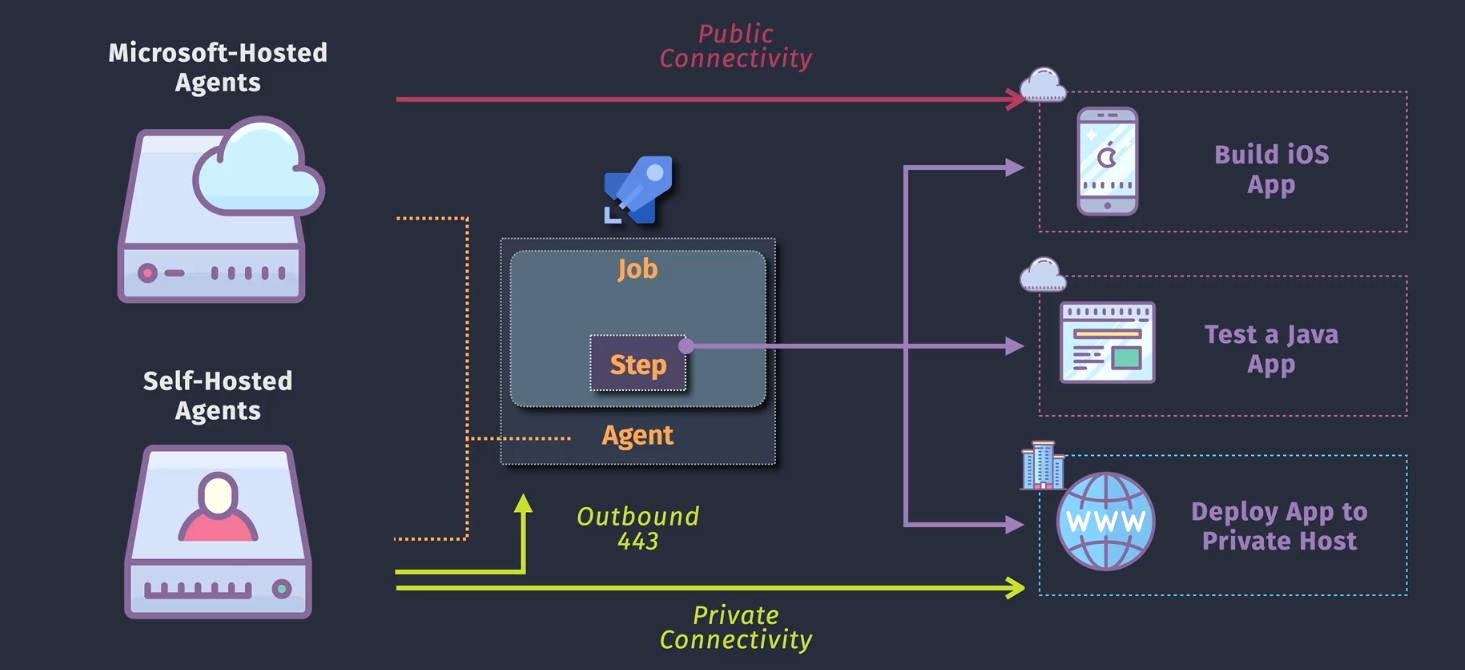 Microsoft-Hosted
Agents
Public
Connectivity
Build iOS
App
Job
Step
Agent
Test a Java
App
Self-Hosted
Agents
Outbound
443
WWW
Deploy App to
Private Host
Private
Connectivity